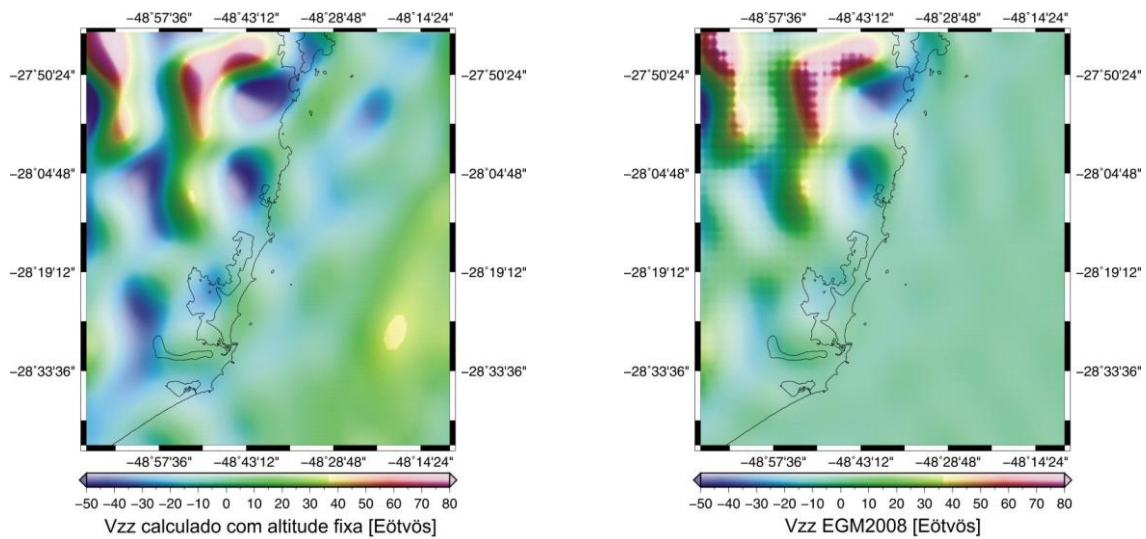 −48˚57'36" −48˚43'12" −48˚28'48" −48˚14'24"
−27˚50'24" −27˚50'24"
−28˚04'48" −28˚04'48"
−28˚19'12" −28˚19'12"
−28˚33'36" −28˚33'36"
−48˚57'36" −48˚43'12" −48˚28'48" −48˚14'24"
−50 −40 −30 −20 −10 0 10 20 30 40 50 60 70 80
Vzz calculado com altitude fixa [Eötvös]
−48˚57'36" −48˚43'12" −48˚28'48" −48˚14'24"
−27˚50'24" −27˚50'24"
−28˚04'48" −28˚04'48"
−28˚19'12" −28˚19'12"
−28˚33'36" −28˚33'36"
−48˚57'36" −48˚43'12" −48˚28'48" −48˚14'24"
−50 −40 −30 −20 −10 0 10 20 30 40 50 60 70 80
Vzz EGM2008 [Eötvös]